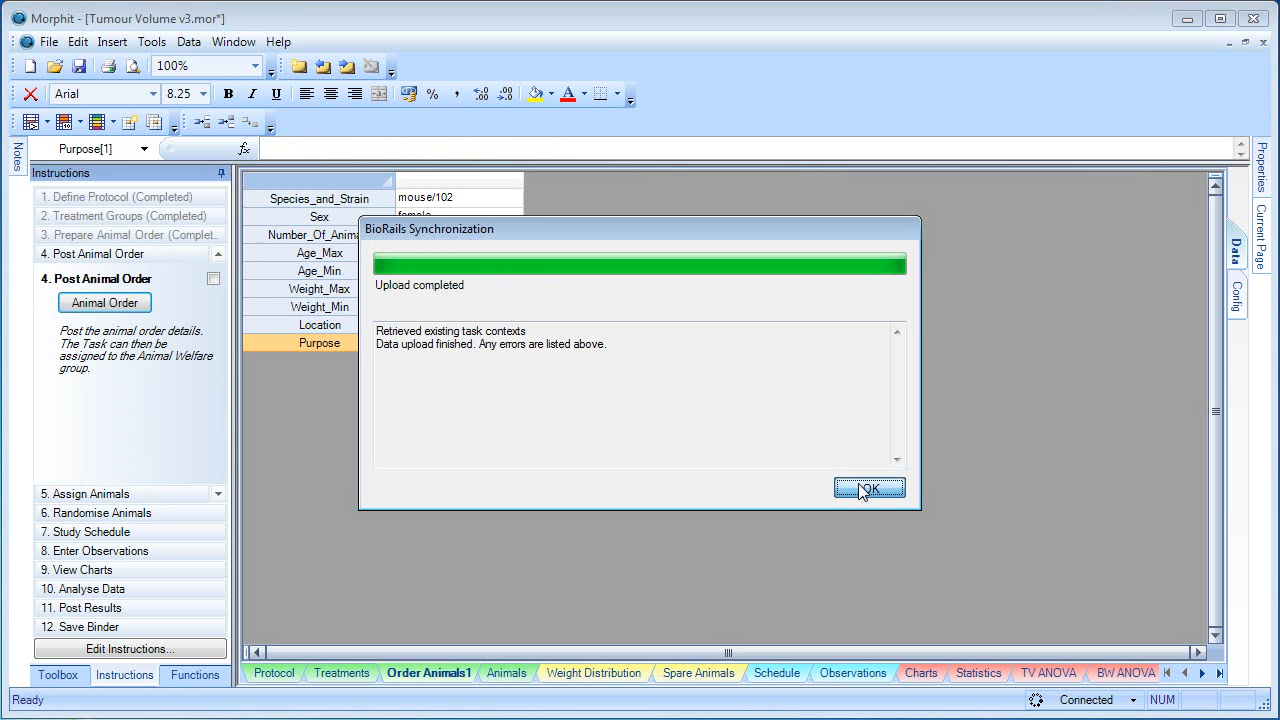 Morphit - [Tumour Volume v3.mor*]
File Edit Insert Tools Data Window Help
100%
Arial 8.25 B I U % ,
Purpose[1] fx
Notes
Instructions
1. Define Protocol (Completed)
2. Treatment Groups (Completed)
3. Prepare Animal Order (Complet..
4. Post Animal Order
4. Post Animal Order
Animal Order
Post the animal order details.
The Task can then be
assigned to the Animal Welfare
group.
5. Assign Animals
6. Randomise Animals
7. Study Schedule
8. Enter Observations
9. View Charts
10. Analyse Data
11. Post Results
12. Save Binder
Edit Instructions...
Toolbox Instructions Functions
Species_and_Strain mouse/102
Sex female
Number_Of_Anima
Age_Max
Age_Min
Weight_Max
Weight_Min
Location
Purpose
BioRails Synchronization
Upload completed
Retrieved existing task contexts
Data upload finished. Any errors are listed above.
OK
Properties
Current Page
Data
Config
Protocol Treatments Order Animals1 Animals Weight Distribution Spare Animals Schedule Observations Charts Statistics TV ANOVA BW ANOVA
Ready Connected NUM